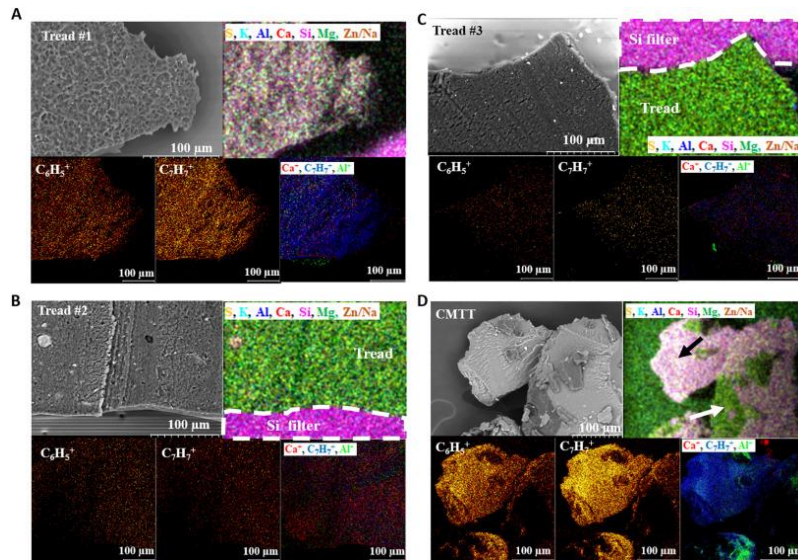 A
Tread #1
100 µm
S, K, Al, Ca, Si, Mg, Zn/Na
C₆H₅⁺
C₇H₇⁺
Ca⁺, C₇H₇⁺, Al⁺
100 µm
100 µm
100 µm
B
Tread #2
100 µm
S, K, Al, Ca, Si, Mg, Zn/Na
Tread
Si filter
C₆H₅⁺
C₇H₇⁺
Ca⁺, C₇H₇⁺, Al⁺
100 µm
100 µm
100 µm
C
Tread #3
100 µm
Si filter
Tread
S, K, Al, Ca, Si, Mg, Zn/Na
C₆H₅⁺
C₇H₇⁺
Ca⁺, C₇H₇⁺, Al⁺
100 µm
100 µm
100 µm
D
CMTT
100 µm
S, K, Al, Ca, Si, Mg, Zn/Na
C₆H₅⁺
C₇H₇⁺
Ca⁺, C₇H₇⁺, Al⁺
100 µm
100 µm
100 µm